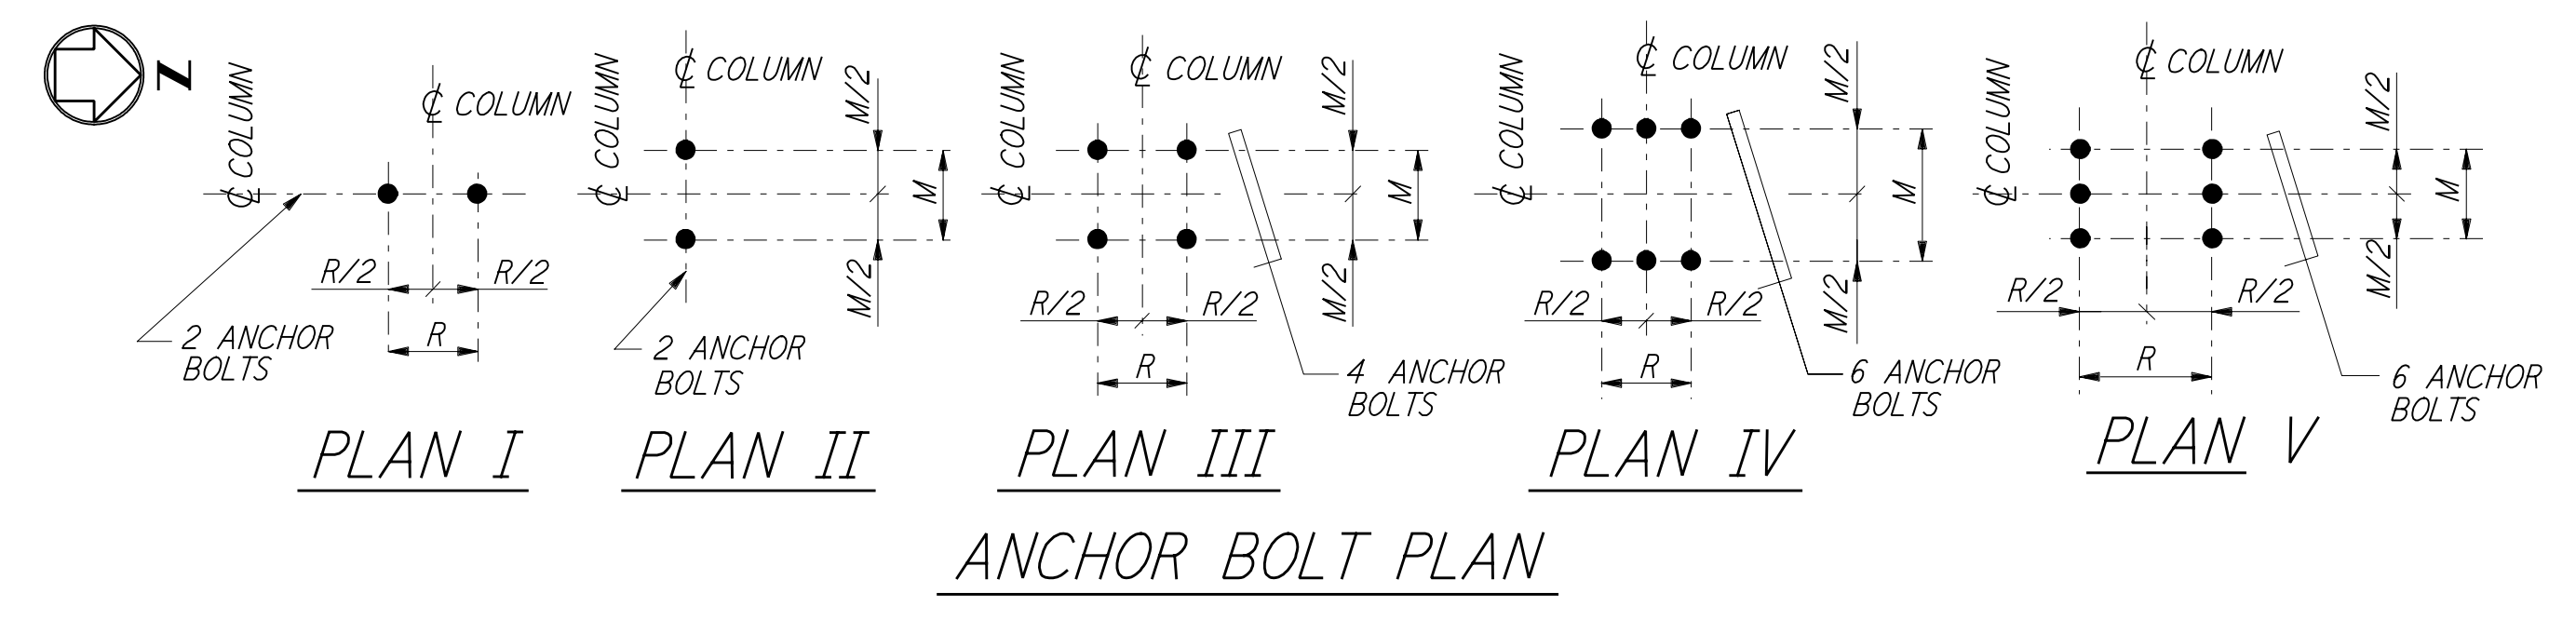 N
℄ COLUMN
℄ COLUMN
R/2
R/2
R
2 ANCHOR
BOLTS
PLAN I
℄ COLUMN
℄ COLUMN
M/2
M
M/2
2 ANCHOR
BOLTS
PLAN II
℄ COLUMN
℄ COLUMN
M/2
M
M/2
R/2
R/2
R
4 ANCHOR
BOLTS
PLAN III
℄ COLUMN
℄ COLUMN
M/2
M
M/2
R/2
R/2
R
6 ANCHOR
BOLTS
PLAN IV
℄ COLUMN
℄ COLUMN
M/2
M
M/2
R/2
R/2
R
6 ANCHOR
BOLTS
PLAN V
ANCHOR BOLT PLAN